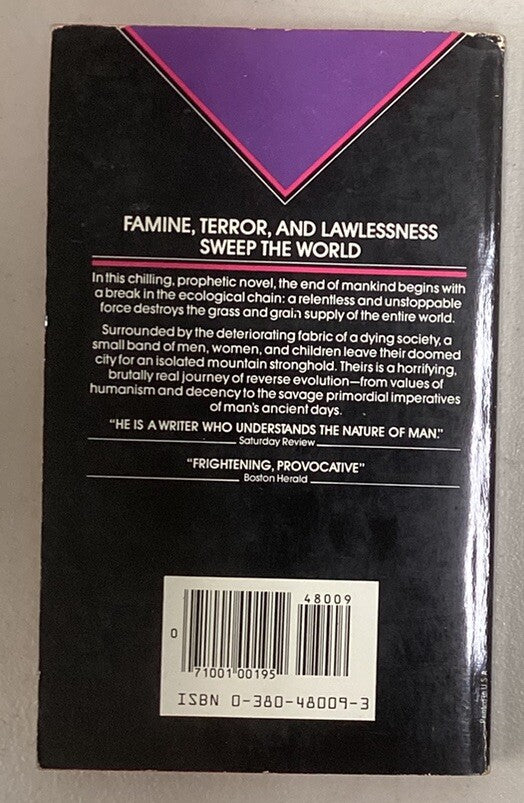 FAMINE, TERROR, AND LAWLESSNESS
SWEEP THE WORLD
In this chilling, prophetic novel, the end of mankind begins with
a break in the ecological chain: a relentless and unstoppable
force destroys the grass and grain supply of the entire world.
Surrounded by the deteriorating fabric of a dying society, a
small band of men, women, and children leave their doomed
city for an isolated mountain stronghold. Theirs is a horrifying,
brutally real journey of reverse evolution—from values of
humanism and decency to the savage primordial imperatives
of man's ancient days.
"HE IS A WRITER WHO UNDERSTANDS THE NATURE OF MAN."
Saturday Review
"FRIGHTENING, PROVOCATIVE"
Boston Herald
48009
0
71001 00195
ISBN 0-380-48009-3
Printed in U.S.A.